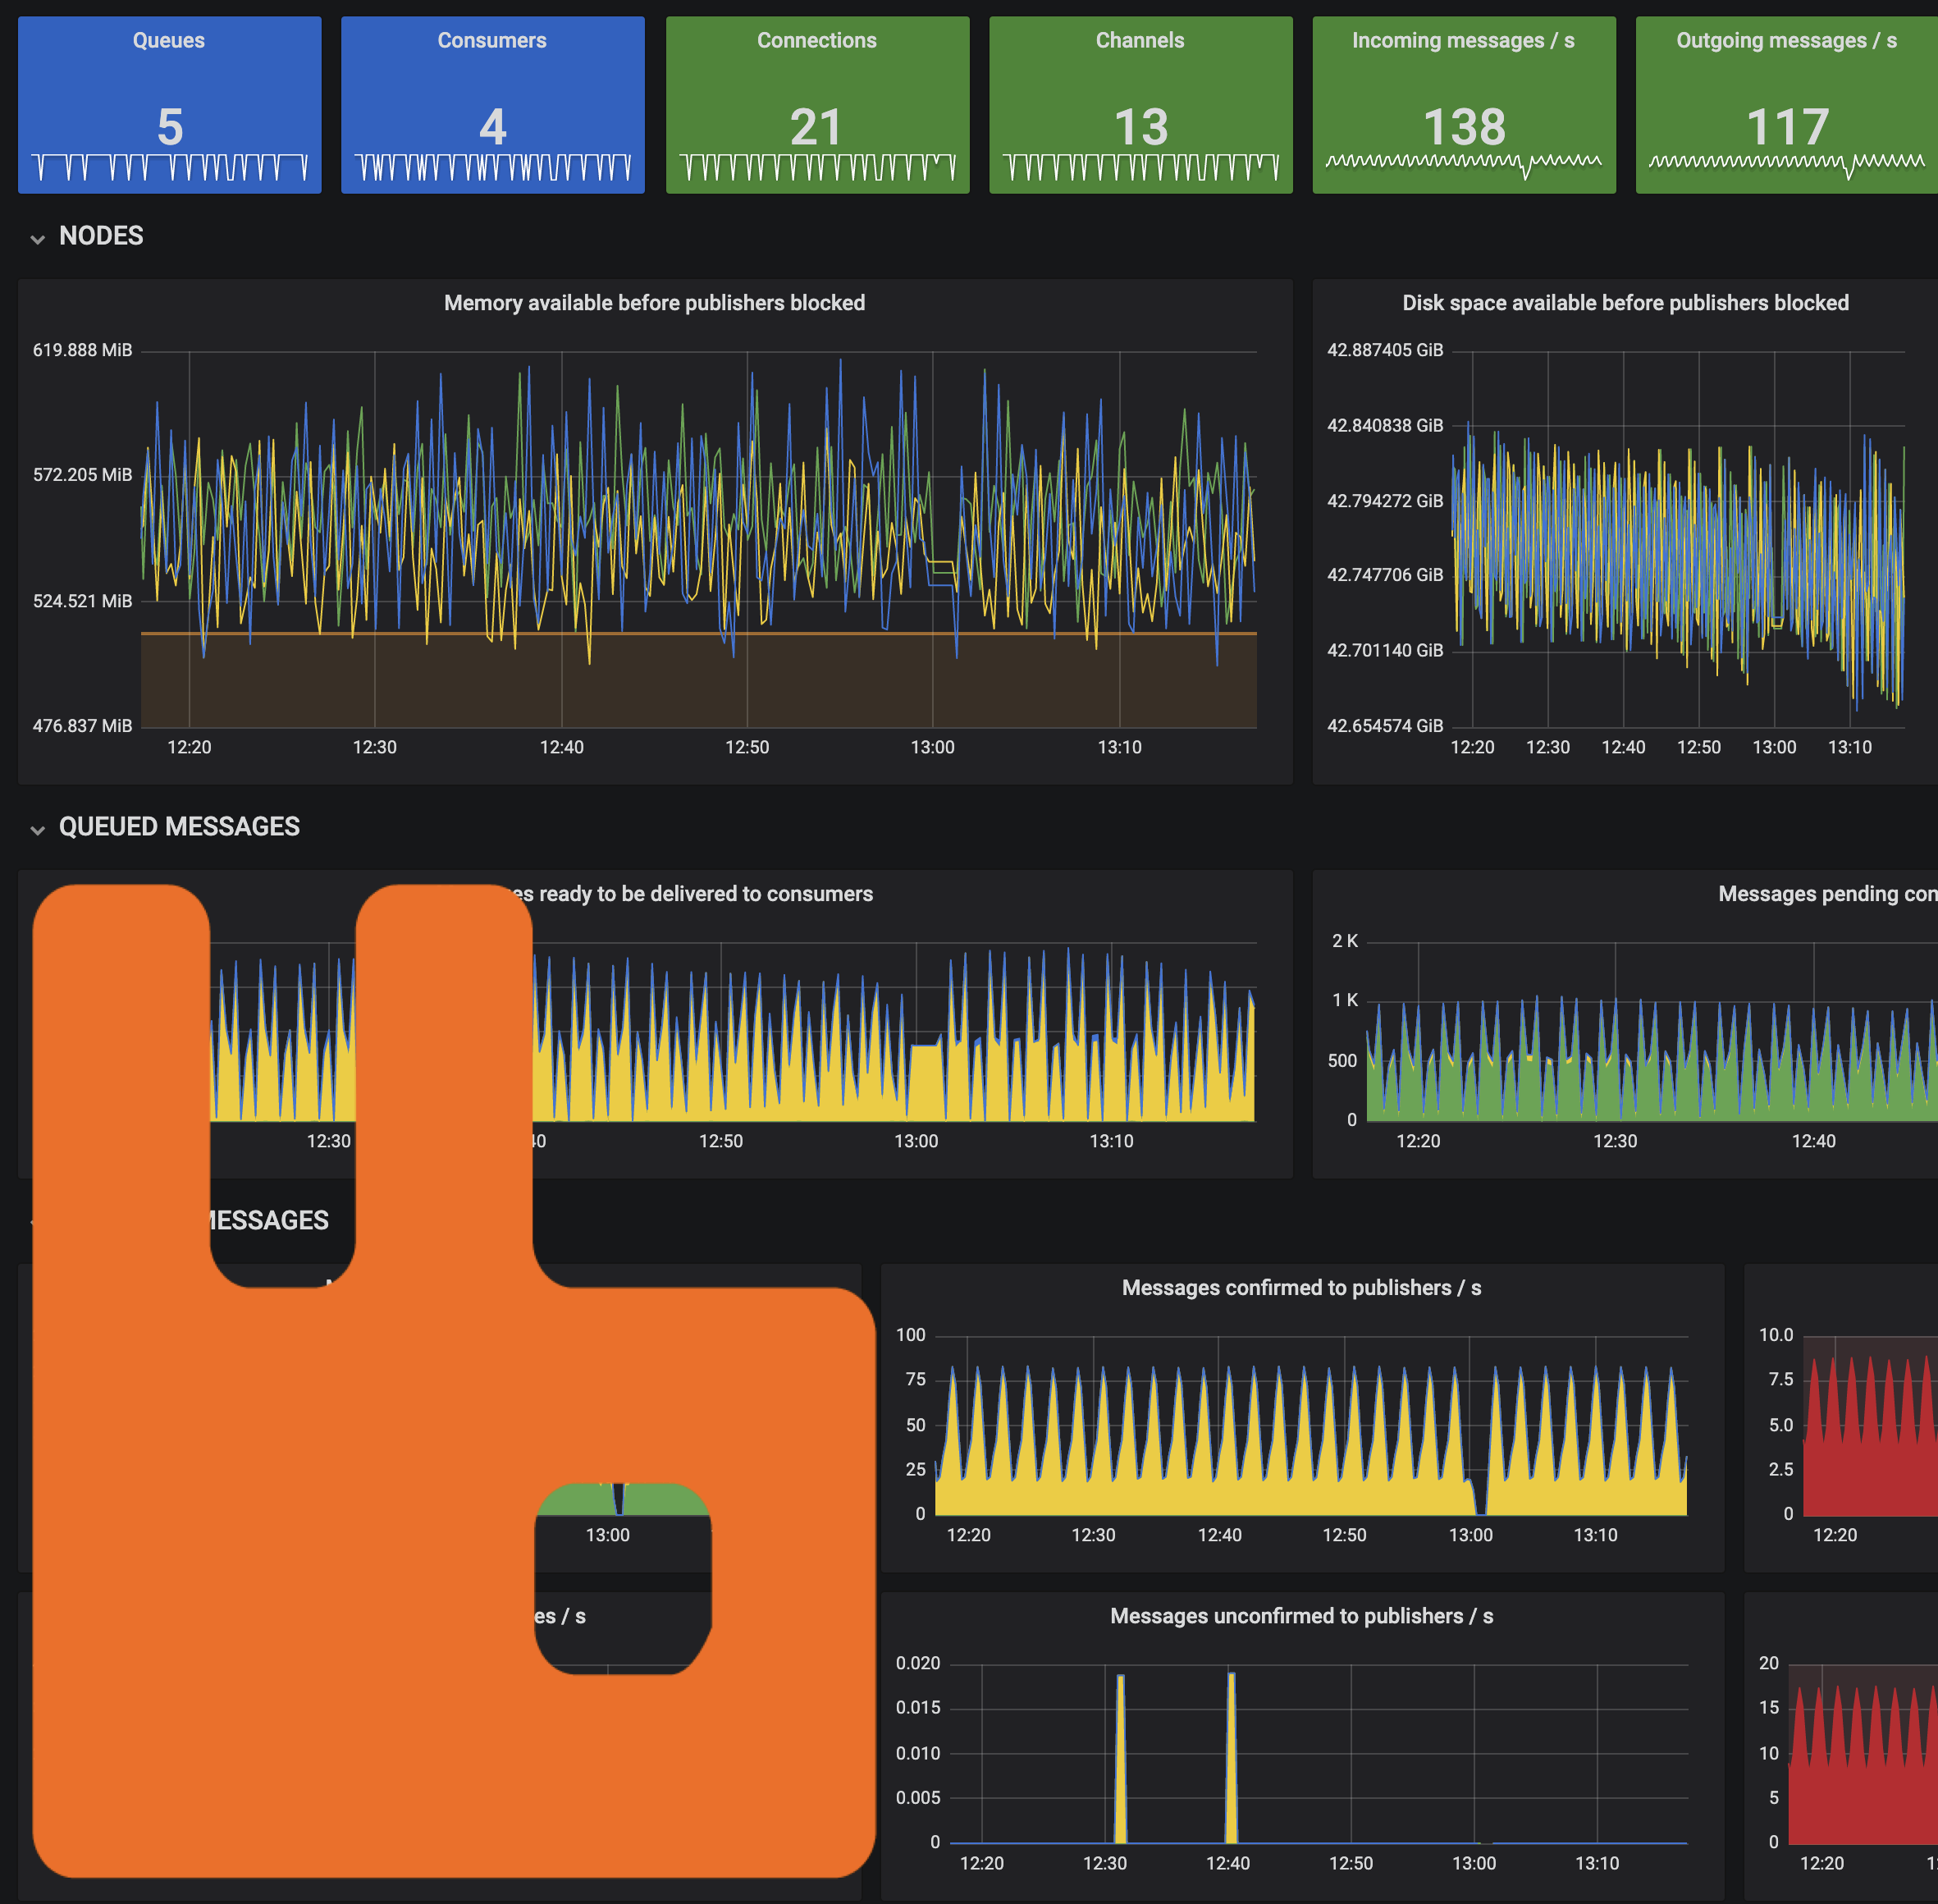 Queues
5
Consumers
4
Connections
21
Channels
13
Incoming messages / s
138
Outgoing messages / s
117
NODES
Memory available before publishers blocked
619.888 MiB
572.205 MiB
524.521 MiB
476.837 MiB
12:20 12:30 12:40 12:50 13:00 13:10
Disk space available before publishers blocked
42.887405 GiB
42.840838 GiB
42.794272 GiB
42.747706 GiB
42.701140 GiB
42.654574 GiB
12:20 12:30 12:40 12:50 13:00 13:10
QUEUED MESSAGES
es ready to be delivered to consumers
12:30 40 12:50 13:00 13:10
Messages pending con
2 K
1 K
500
0
12:20 12:30 12:40
MESSAGES
13:00
Messages confirmed to publishers / s
100
75
50
25
0
12:20 12:30 12:40 12:50 13:00 13:10
10.0
7.5
5.0
2.5
0
12:20
es / s
Messages unconfirmed to publishers / s
0.020
0.015
0.010
0.005
0
12:20 12:30 12:40 12:50 13:00 13:10
20
15
10
5
0
12:20